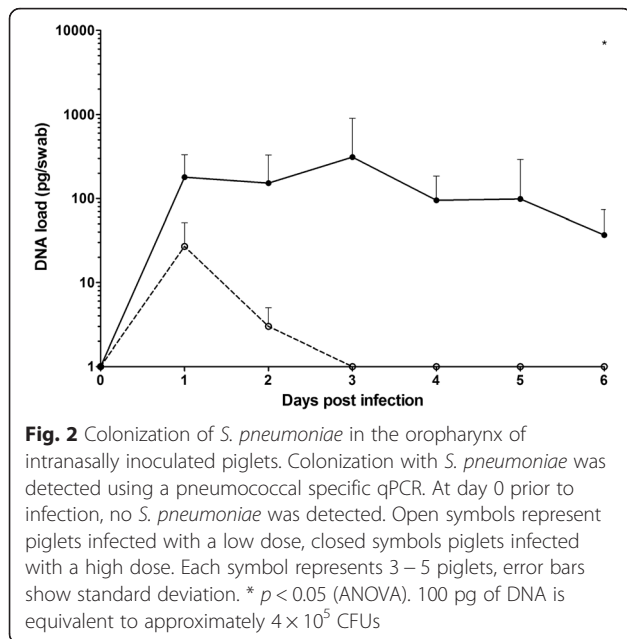 10000
*
1000
100
10
1
DNA load (pg/swab)
0 1 2 3 4 5 6
Days post infection
Fig. 2 Colonization of S. pneumoniae in the oropharynx of
intranasally inoculated piglets. Colonization with S. pneumoniae was
detected using a pneumococcal specific qPCR. At day 0 prior to
infection, no S. pneumoniae was detected. Open symbols represent
piglets infected with a low dose, closed symbols piglets infected
with a high dose. Each symbol represents 3 – 5 piglets, error bars
show standard deviation. * p < 0.05 (ANOVA). 100 pg of DNA is
equivalent to approximately 4 × 10⁵ CFUs